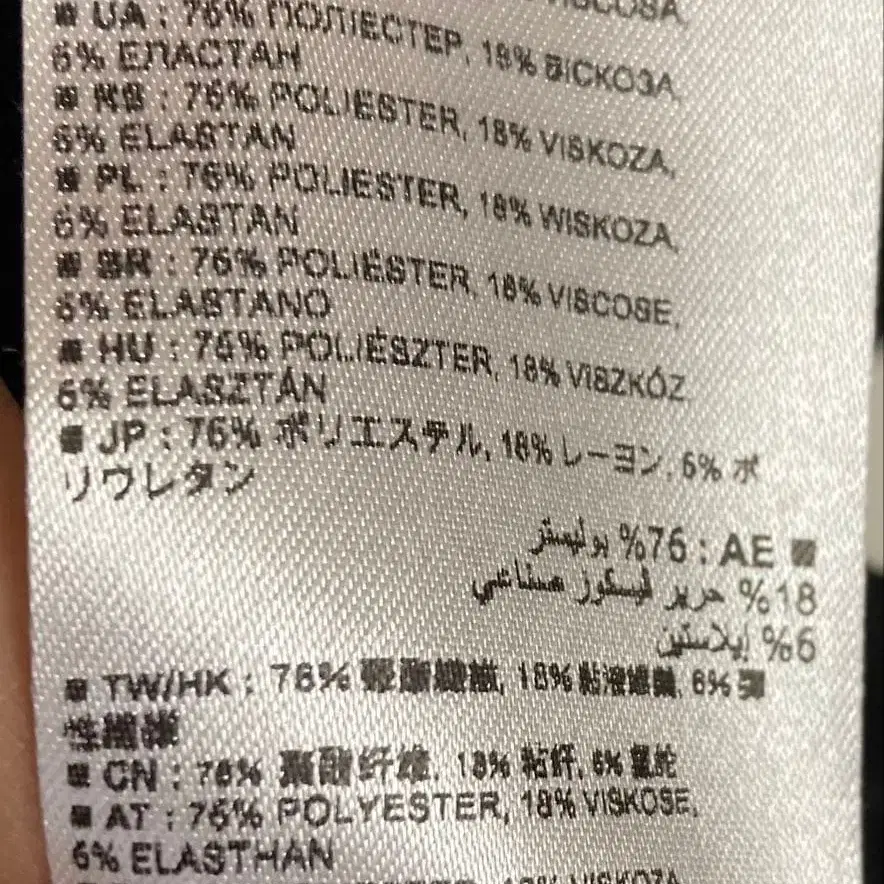 ■ UA : 76% ПОЛІЕСТЕР, 18% ВІСКОЗА,
6% ЕЛАСТАН
: 76% POLIESTER, 18% VISKOZA,
6% ELASTAN
■ PL : 76% POLIESTER, 18% WISKOZA,
6% ELASTAN
■ BR : 76% POLIÉSTER, 18% VISCOSE,
6% ELASTANO
■ HU : 76% POLIÉSZTER, 18% VISZKÓZ,
6% ELASZTÁN
■ JP : 76% ポリエステル, 18% レーヨン, 6% ポ
リウレタン
■ AE : 76% بوليستر
18% حرير فيسكوز صناعي
6% إيلاستين
■ TW/HK : 76% 聚酯纖維, 18% 粘液纖維, 6% 彈
性纖維
■ CN : 76% 聚酯纤维, 18% 粘纤, 6% 氨纶
■ AT : 76% POLYESTER, 18% VISKOSE,
6% ELASTHAN